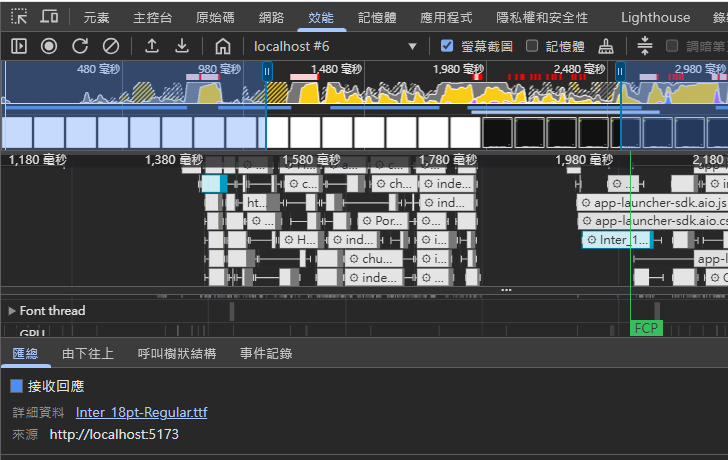 元素 主控台 原始碼 網路 效能 記憶體 應用程式 隱私權和安全性 Lighthouse
localhost #6 螢幕截圖 記憶體
480 毫秒 980 毫秒 1,480 毫秒 1,980 毫秒 2,480 毫秒 2,980 毫秒
1,180 毫秒 1,380 毫秒 1,580 毫秒 1,780 毫秒 1,980 毫秒 2,180 毫秒
c... ch... inde... ...
ht... ind... app-launcher-sdk.aio.js
... Por... ... app-launcher-sdk.aio.cs
H... ind... i... Inter_1...
chu... i... app-l
inde... ...
...
Font thread
GPU
FCP
匯總 由下往上 呼叫樹狀結構 事件記錄
接收回應
詳細資料 Inter_18pt-Regular.ttf
來源 http://localhost:5173